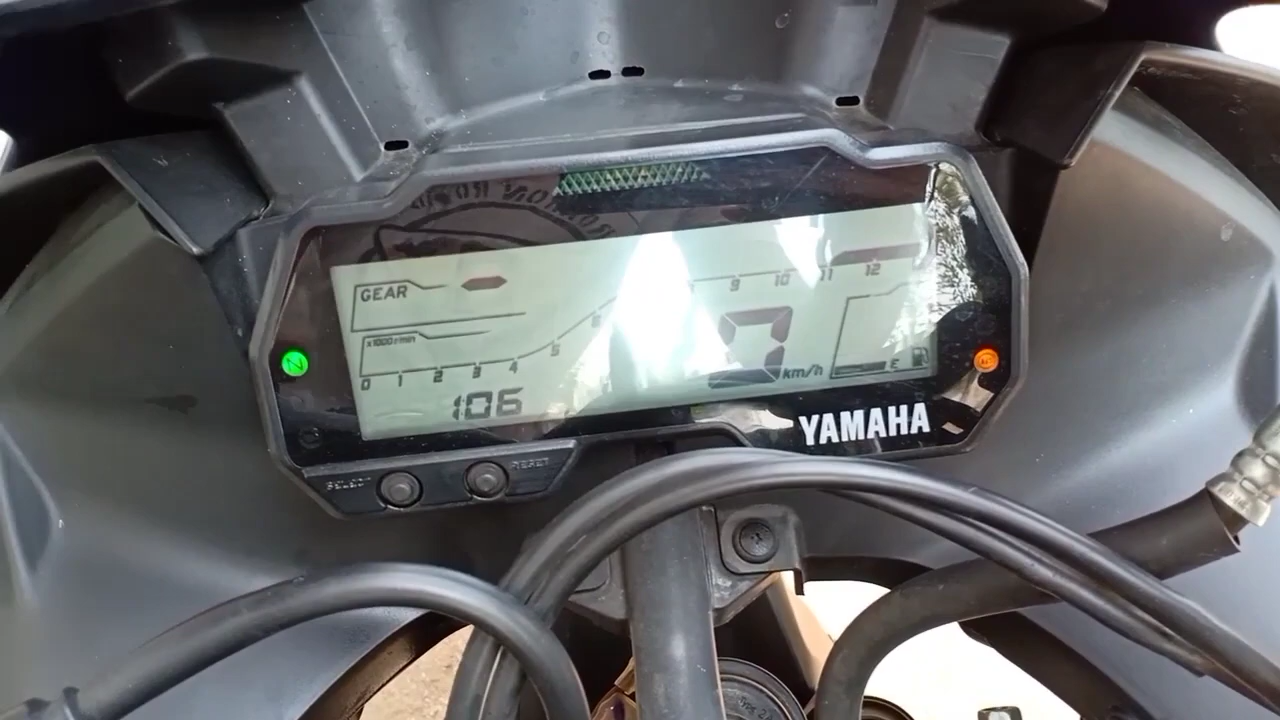 GEAR
x1000r/min
0 1 2 3 4 5
9 10 11 12
N
0 km/h
E
106
YAMAHA
SELECT
RESET